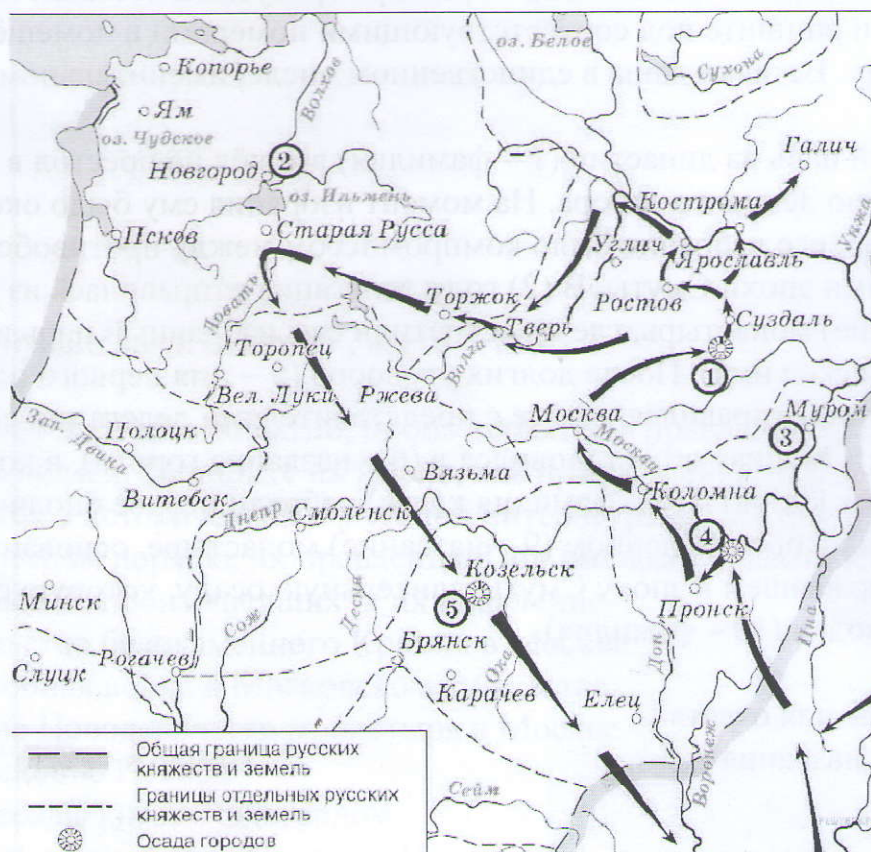 оз. Белое
Сухона
Копорье
Ям
Волхов
оз. Чудское
Галич
2
Новгород
оз. Ильмень
Кострома
Унжа
Псков
Старая Русса
Углич
Ярославль
Ловать
Ростов
Торжок
Суздаль
Тверь
Торопец
Волга
1
Вел. Луки
Ржева
Зап. Двина
Москва
Муром
Полоцк
Москва
3
Витебск
Вязьма
Коломна
Днепр
Смоленск
4
Десна
Козельск
Минск
Сож
5
Пронск
Цна
Рогачев
Брянск
Ока
Дон
Слуцк
Карачев
Елец
Воронеж
Сейм
Общая граница русских
княжеств и земель
Границы отдельных русских
княжеств и земель
Осада городов